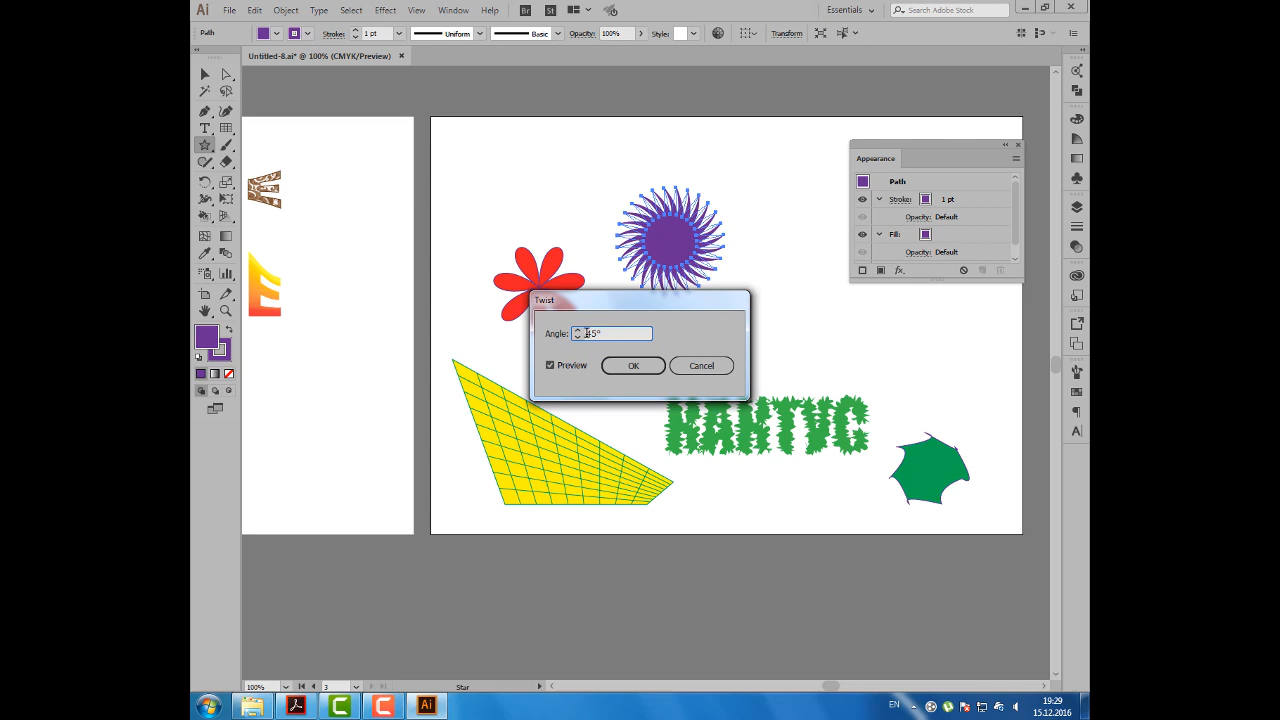 Ai File Edit Object Type Select Effect View Window Help Br St Essentials Search Adobe Stock
Path Stroke: 1 pt Uniform Basic Opacity: 100% Style: Transform
Untitled-8.ai* @ 100% (CMYK/Preview)
Appearance
Path
Stroke: 1 pt
Opacity: Default
Fill:
Opacity: Default
fx
Twist
Angle: 45°
Preview OK Cancel
100% 3 Star
EN 19:29
15.12.2016